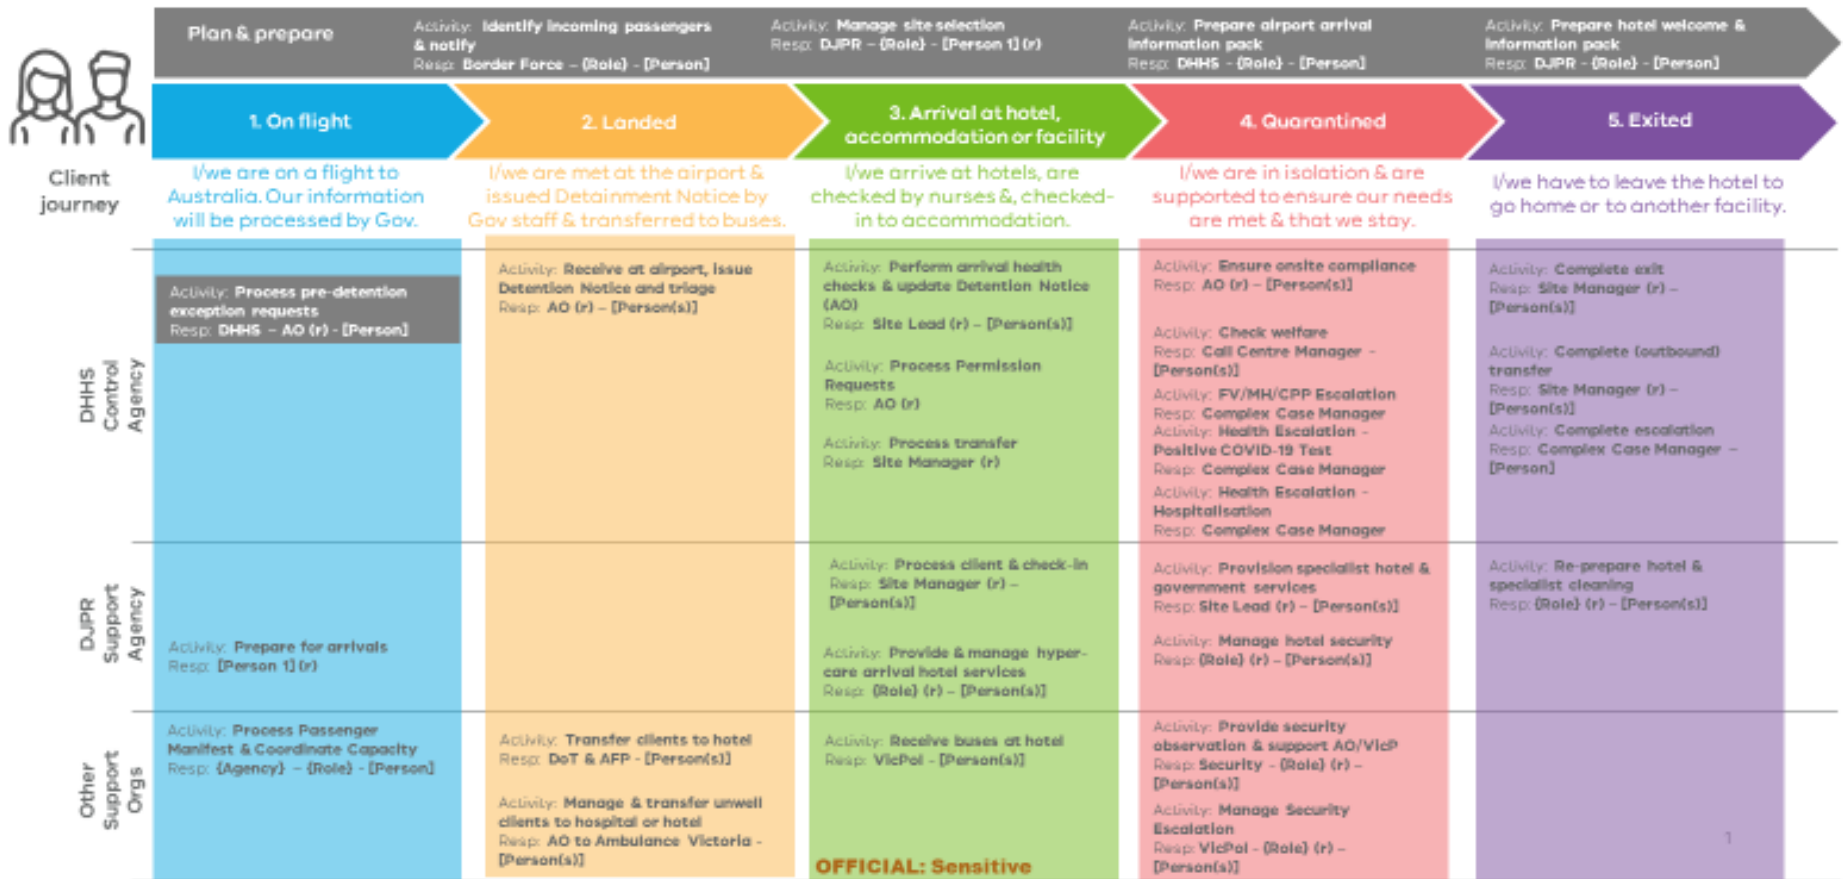 Plan & prepare
Activity: Identify incoming passengers
& notify
Resp: Border Force – {Role} - [Person]
Activity: Manage site selection
Resp: DJPR – {Role} - [Person 1] (r)
Activity: Prepare airport arrival
information pack
Resp: DHHS - {Role} - [Person]
Activity: Prepare hotel welcome &
information pack
Resp: DJPR - {Role} - [Person]
Client
journey
1. On flight
2. Landed
3. Arrival at hotel,
accommodation or facility
4. Quarantined
5. Exited
I/we are on a flight to
Australia. Our information
will be processed by Gov.
I/we are met at the airport &
issued Detainment Notice by
Gov staff & transferred to buses.
I/we arrive at hotels, are
checked by nurses &, checked-
in to accommodation.
I/we are in isolation & are
supported to ensure our needs
are met & that we stay.
I/we have to leave the hotel to
go home or to another facility.
DHHS
Control
Agency
Activity: Process pre-detention
exception requests
Resp: DHHS – AO (r) - [Person]
Activity: Receive at airport, issue
Detention Notice and triage
Resp: AO (r) – [Person(s)]
Activity: Perform arrival health
checks & update Detention Notice
(AO)
Resp: Site Lead (r) – [Person(s)]
Activity: Process Permission
Requests
Resp: AO (r)
Activity: Process transfer
Resp: Site Manager (r)
Activity: Ensure onsite compliance
Resp: AO (r) – [Person(s)]
Activity: Check welfare
Resp: Call Centre Manager -
[Person(s)]
Activity: FV/MH/CPP Escalation
Resp: Complex Case Manager
Activity: Health Escalation -
Positive COVID-19 Test
Resp: Complex Case Manager
Activity: Health Escalation -
Hospitalisation
Resp: Complex Case Manager
Activity: Complete exit
Resp: Site Manager (r) –
[Person(s)]
Activity: Complete (outbound)
transfer
Resp: Site Manager (r) –
[Person(s)]
Activity: Complete escalation
Resp: Complex Case Manager –
[Person]
DJPR
Support
Agency
Activity: Prepare for arrivals
Resp: [Person 1] (r)
Activity: Process client & check-in
Resp: Site Manager (r) –
[Person(s)]
Activity: Provide & manage hyper-
care arrival hotel services
Resp: {Role} (r) – [Person(s)]
Activity: Provision specialist hotel &
government services
Resp: Site Lead (r) – [Person(s)]
Activity: Manage hotel security
Resp: {Role} (r) – [Person(s)]
Activity: Re-prepare hotel &
specialist cleaning
Resp: {Role} (r) – [Person(s)]
Other
Support
Orgs
Activity: Process Passenger
Manifest & Coordinate Capacity
Resp: {Agency} – {Role} - [Person]
Activity: Transfer clients to hotel
Resp: DoT & AFP - [Person(s)]
Activity: Manage & transfer unwell
clients to hospital or hotel
Resp: AO to Ambulance Victoria -
[Person(s)]
Activity: Receive buses at hotel
Resp: VicPol - [Person(s)]
Activity: Provide security
observation & support AO/VicP
Resp: Security - {Role} (r) –
[Person(s)]
Activity: Manage Security
Escalation
Resp: VicPol - {Role} (r) –
[Person(s)]
1
OFFICIAL: Sensitive